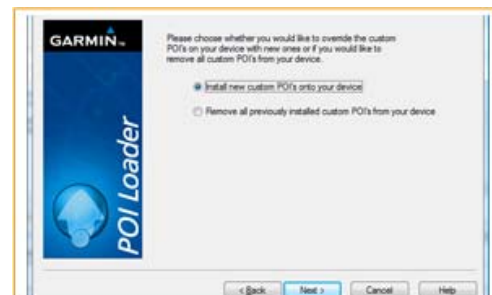 GARMIN™
Please choose whether you would like to override the custom
POI's on your device with new ones or if you would like to
remove all custom POI's from your device.
Install new custom POI's onto your device
Remove all previously installed custom POI's from your device
POI Loader
< Back
Next >
Cancel
Help